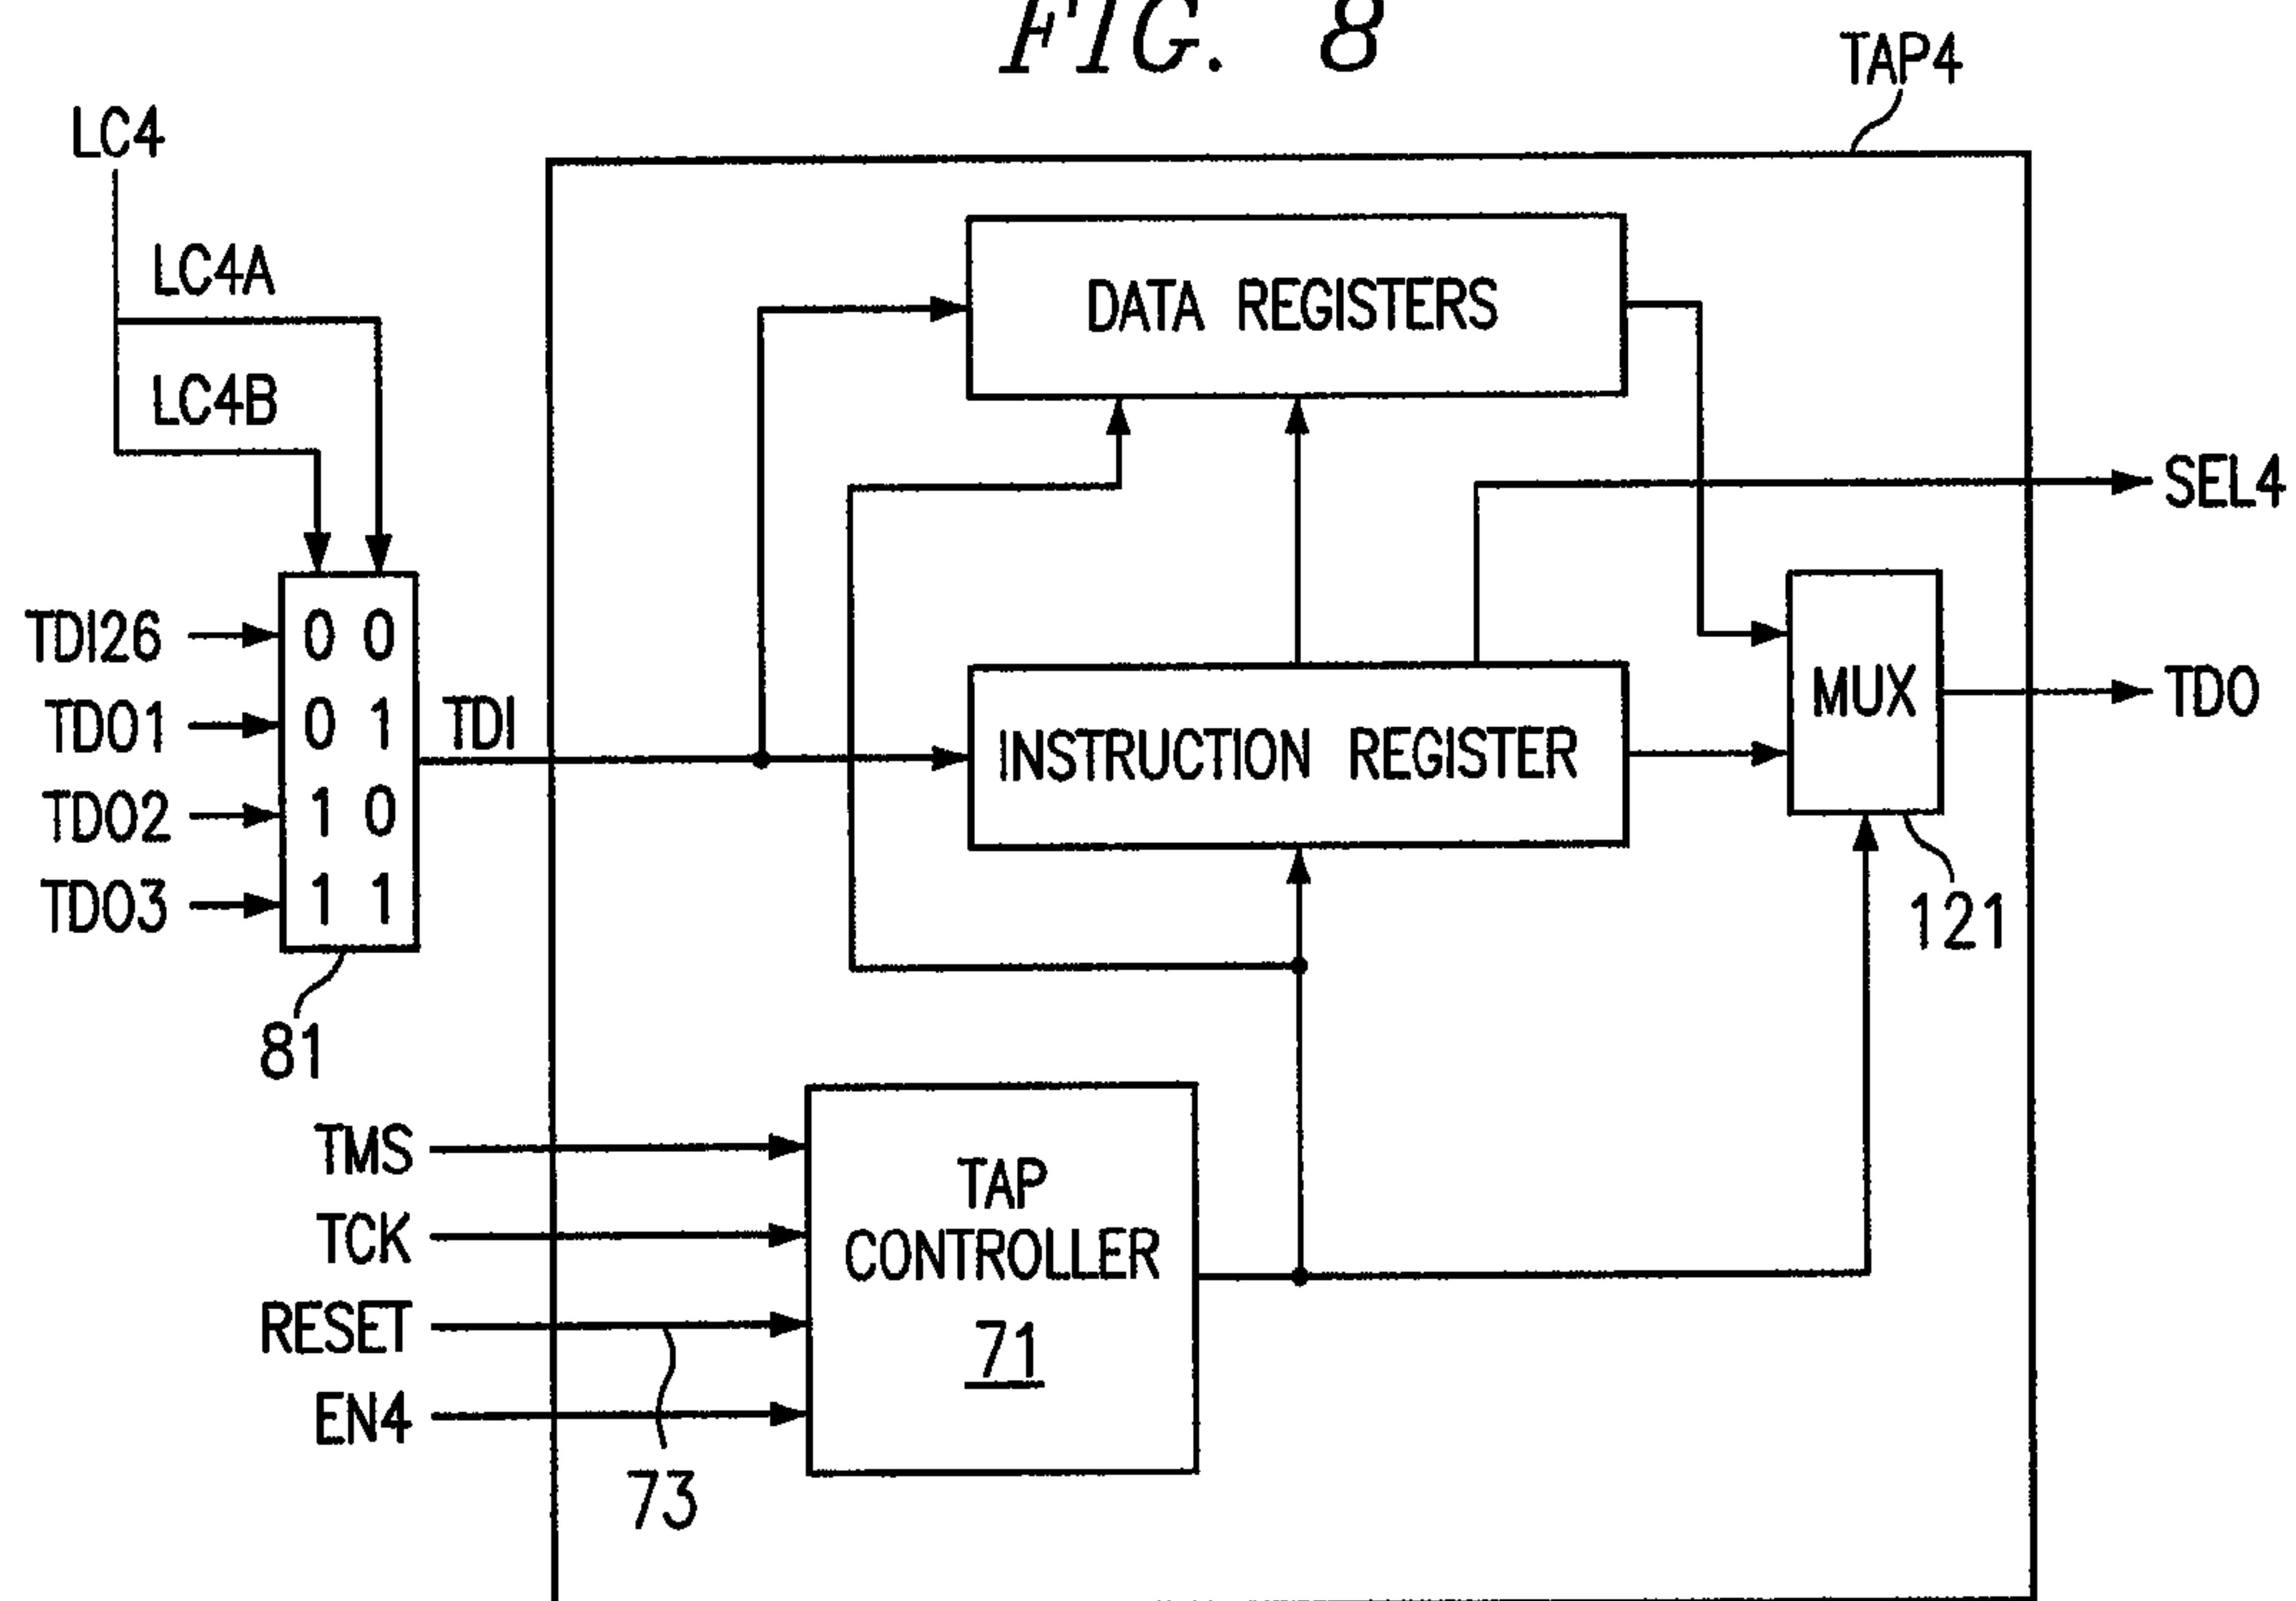 FIG. 8
TAP4
LC4
LC4A
LC4B
DATA REGISTERS
SEL4
TDI26
0 0
TDO1
0 1
TDO2
1 0
TDO3
1 1
TDI
INSTRUCTION REGISTER
MUX
TDO
121
81
TMS
TCK
RESET
EN4
TAP
CONTROLLER
71
73